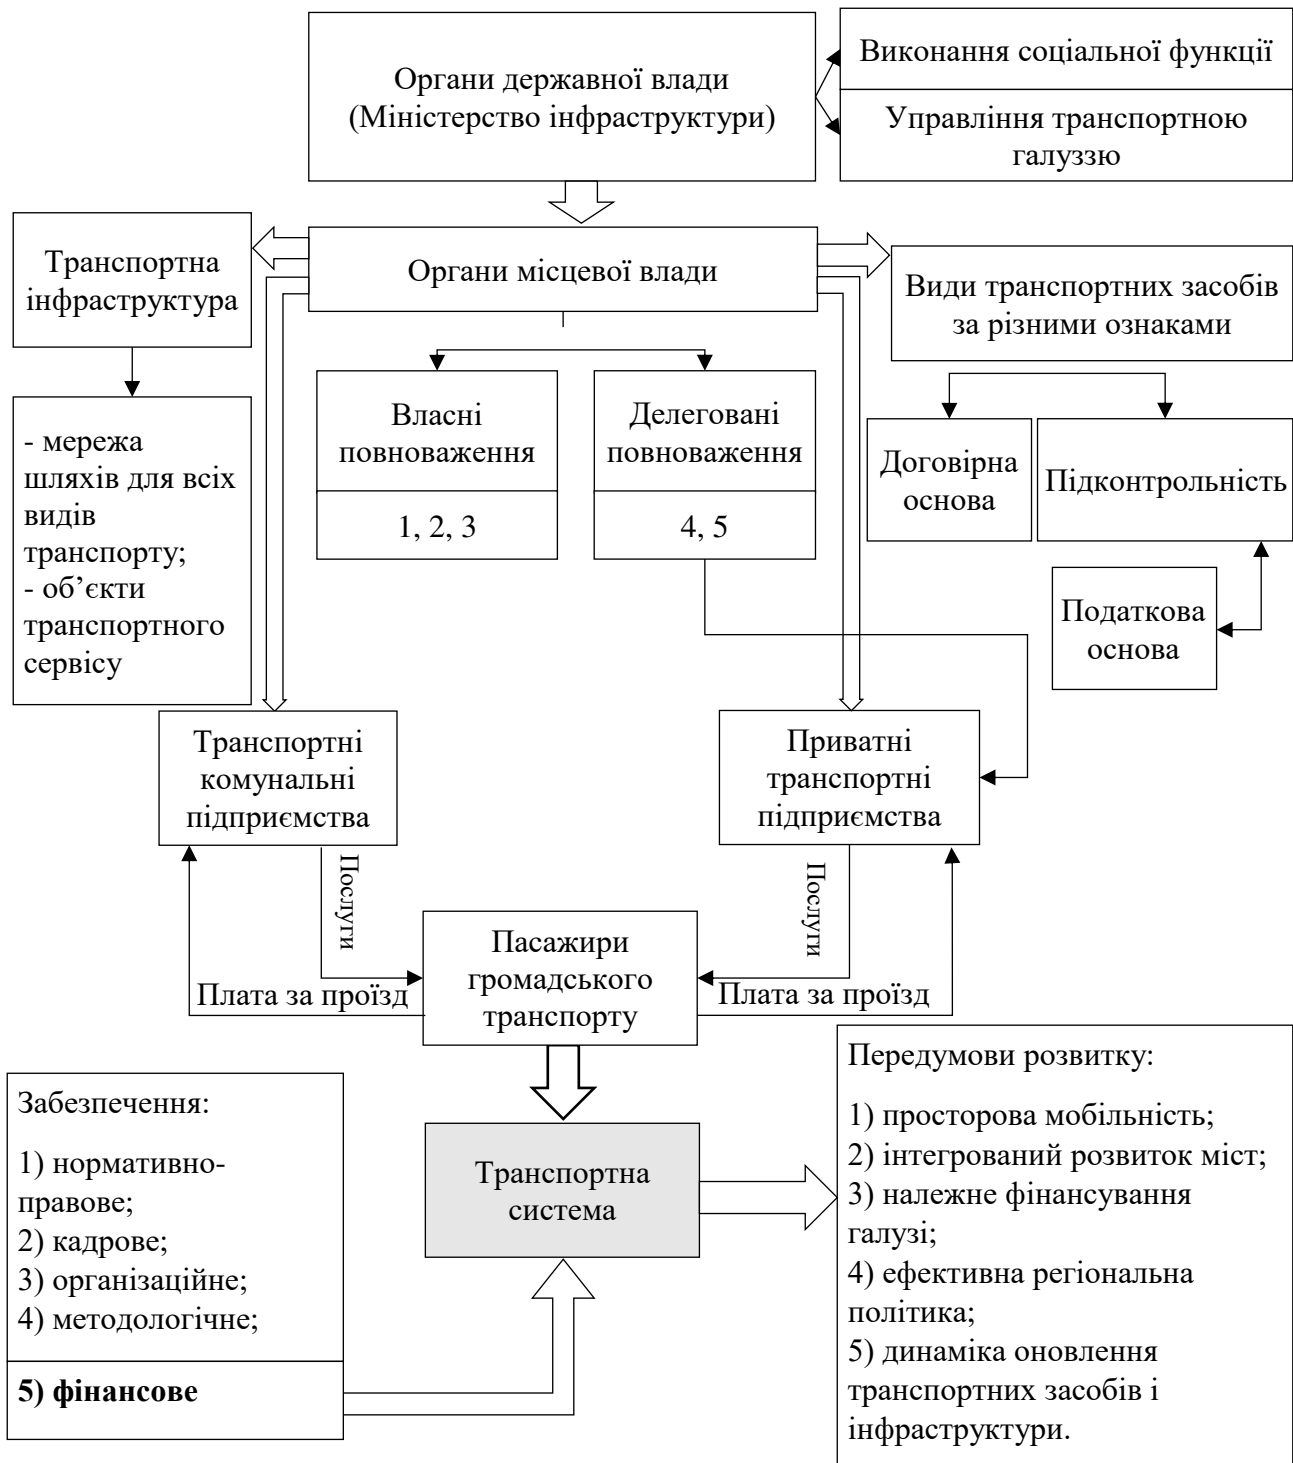 Органи державної влади
(Міністерство інфраструктури)
Виконання соціальної функції
Управління транспортною
галуззю
Транспортна
інфраструктура
Органи місцевої влади
Види транспортних засобів
за різними ознаками
- мережа
шляхів для всіх
видів
транспорту;
- об’єкти
транспортного
сервісу
Власні
повноваження
1, 2, 3
Делеговані
повноваження
4, 5
Договірна
основа
Підконтрольність
Податкова
основа
Транспортні
комунальні
підприємства
Приватні
транспортні
підприємства
Послуги
Послуги
Пасажири
громадського
транспорту
Плата за проїзд
Плата за проїзд
Забезпечення:
1) нормативно-
правове;
2) кадрове;
3) організаційне;
4) методологічне;
5) фінансове
Транспортна
система
Передумови розвитку:
1) просторова мобільність;
2) інтегрований розвиток міст;
3) належне фінансування
галузі;
4) ефективна регіональна
політика;
5) динаміка оновлення
транспортних засобів і
інфраструктури.